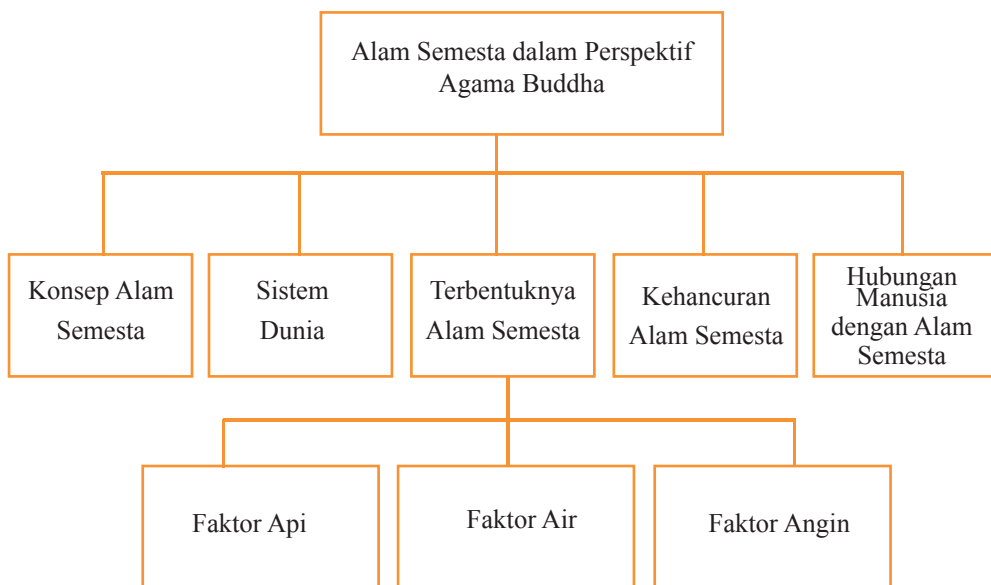 Alam Semesta dalam Perspektif
Agama Buddha
Konsep Alam
Semesta
Sistem
Dunia
Terbentuknya
Alam Semesta
Kehancuran
Alam Semesta
Hubungan
Manusia
dengan Alam
Semesta
Faktor Api
Faktor Air
Faktor Angin